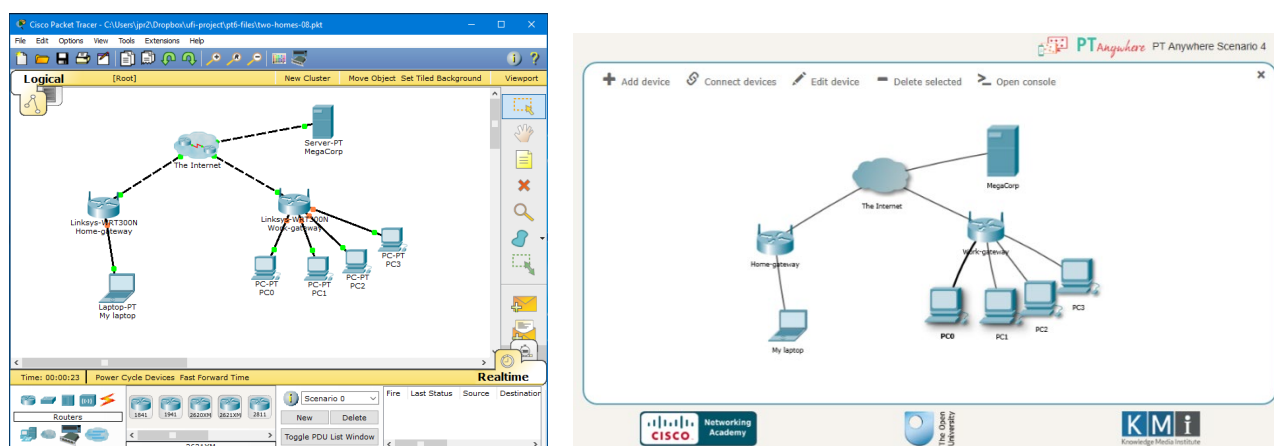 Cisco Packet Tracer - C:\Users\jpr2\Dropbox\ufi-project\pt6-files\two-homes-08.pkt
File Edit Options View Tools Extensions Help
Logical [Root] New Cluster Move Object Set Tiled Background Viewport
Server-PT
MegaCorp
The Internet
Linksys-WRT300N
Home-gateway
Linksys-WRT300N
Work-gateway
PC-PT
PC3
PC-PT
PC2
PC-PT
PC0
PC-PT
PC1
Laptop-PT
My laptop
Time: 00:00:23 Power Cycle Devices Fast Forward Time Realtime
Routers
1841 1941 2620XM 2621XM 2811
2621XM
Scenario 0
New Delete
Toggle PDU List Window
Fire Last Status Source Destination
PT Anywhere PT Anywhere Scenario 4
Add device Connect devices Edit device Delete selected Open console
MegaCorp
The Internet
Home-gateway
Work-gateway
PC3
PC2
PC0
PC1
My laptop
CISCO
Networking
Academy
The Open
University
KMi
Knowledge Media Institute